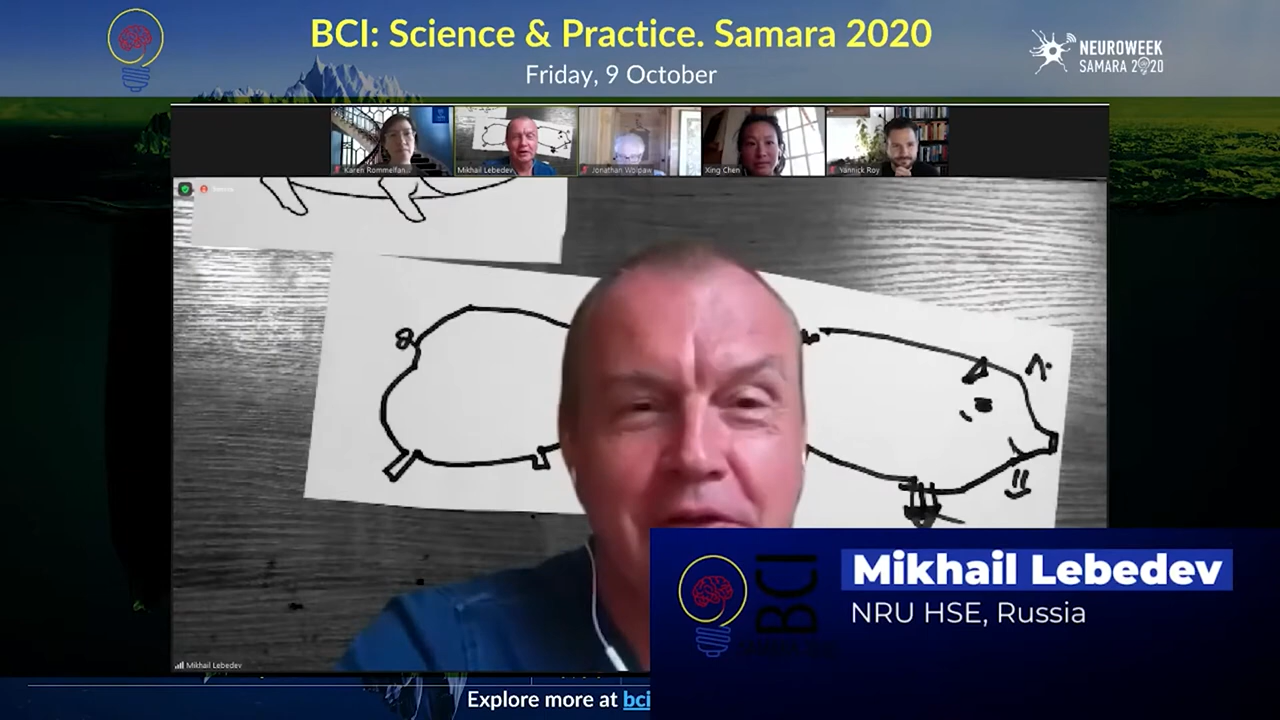 BCI: Science & Practice. Samara 2020
Friday, 9 October
NEUROWEEK
SAMARA 2020
Karen Rommelfan
Mikhail Lebedev
Jonathan Wolpaw
Xing Chen
Yannick Roy
BCI
Mikhail Lebedev
NRU HSE, Russia
Mikhail Lebedev
Explore more at bci